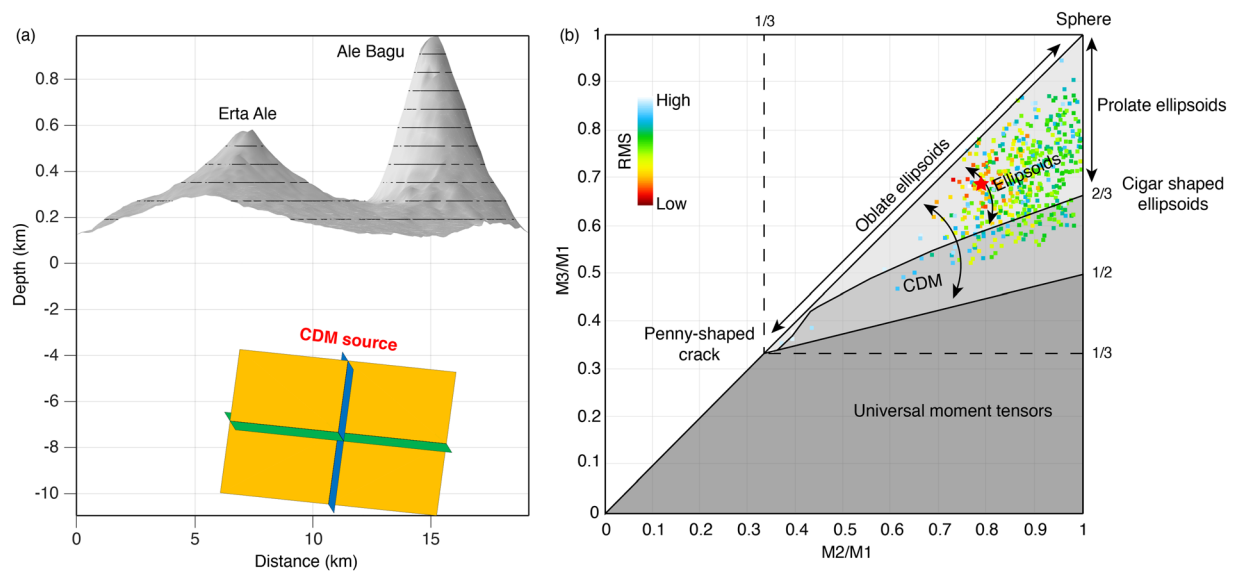 (a)
Ale Bagu
Erta Ale
0.8
0.6
0.4
0.2
0
-2
-4
-6
-8
-10
Depth (km)
CDM source
0
5
10
15
19
Distance (km)
(b)
1/3
Sphere
1
0.9
0.8
0.7
0.6
0.5
0.4
0.3
0.2
0.1
0
M3/M1
High
RMS
Low
Oblate ellipsoids
Ellipsoids
CDM
Prolate ellipsoids
2/3
Cigar shaped
ellipsoids
1/2
1/3
Penny-shaped
crack
Universal moment tensors
0
0.1
0.2
0.3
0.4
0.5
0.6
0.7
0.8
0.9
1
M2/M1